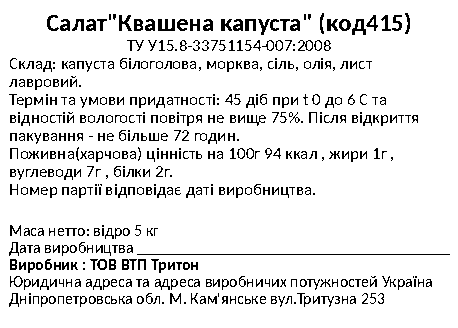 Салат"Квашена капуста" (код415)
ТУ У15.8-33751154-007:2008
Склад: капуста білоголова, морква, сіль, олія, лист
лавровий.
Термін та умови придатності: 45 діб при t 0 до 6 С та
відностій вологості повітря не вище 75%. Після відкриття
пакування - не більше 72 годин.
Поживна(харчова) цінність на 100г 94 ккал , жири 1г ,
вуглеводи 7г , білки 2г.
Номер партії відповідає даті виробництва.
Маса нетто: відро 5 кг
Дата виробництва ____________________________________
Виробник : ТОВ ВТП Тритон
Юридична адреса та адреса виробничих потужностей Україна
Дніпропетровська обл. М. Кам'янське вул.Тритузна 253